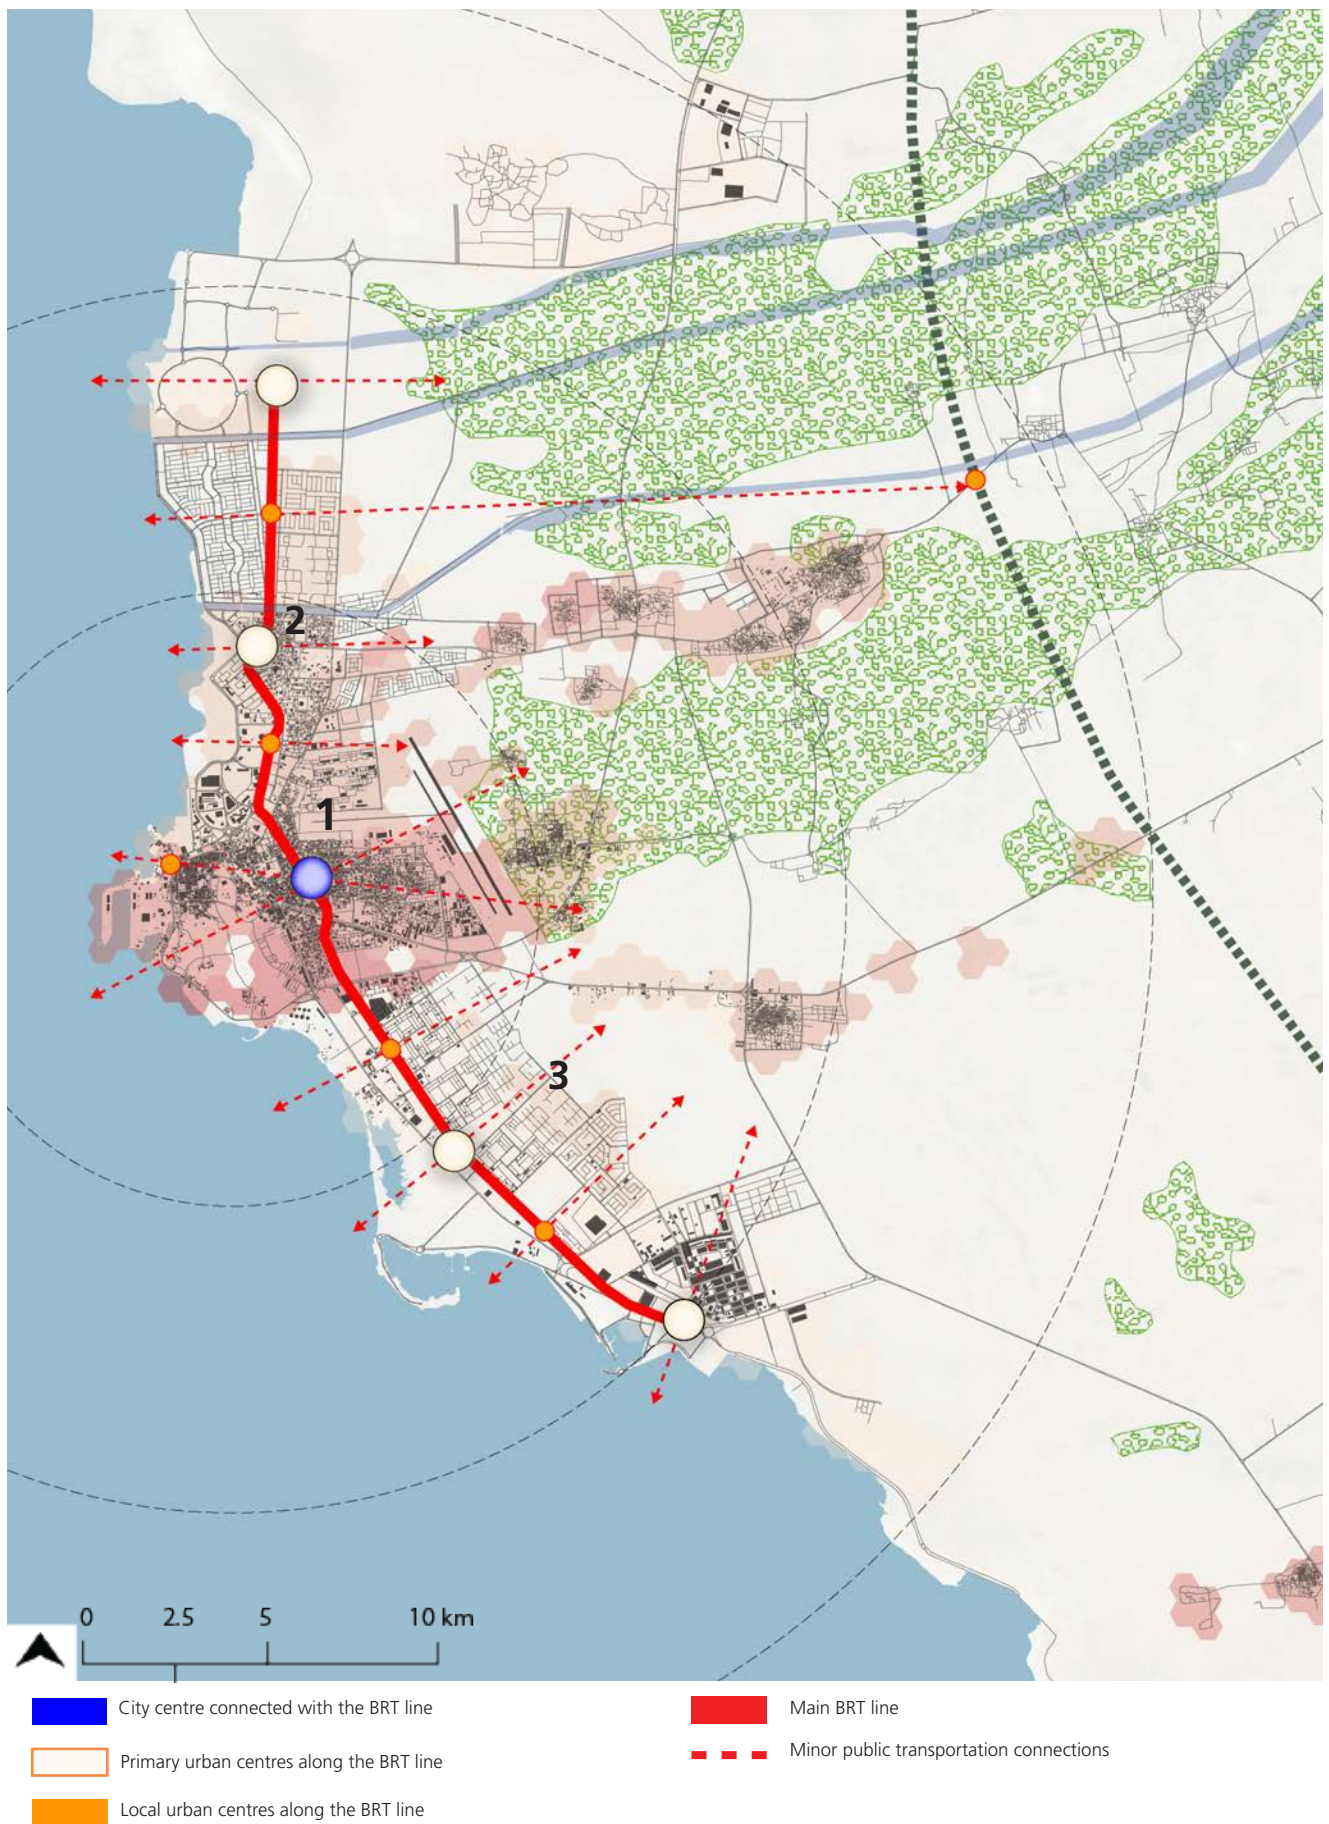 2
1
3
0 2.5 5 10 km
City centre connected with the BRT line
Primary urban centres along the BRT line
Local urban centres along the BRT line
Main BRT line
Minor public transportation connections